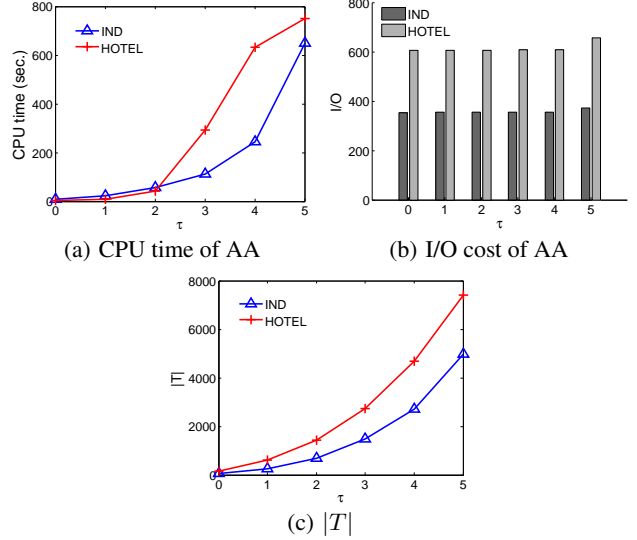 800
600
400
200
0
CPU time (sec.)
IND
HOTEL
0 1 2 3 4 5
τ
(a) CPU time of AA
800
600
400
200
0
I/O
IND
HOTEL
0 1 2 3 4 5
τ
(b) I/O cost of AA
8000
6000
4000
2000
0
|T|
IND
HOTEL
0 1 2 3 4 5
τ
(c) |T|